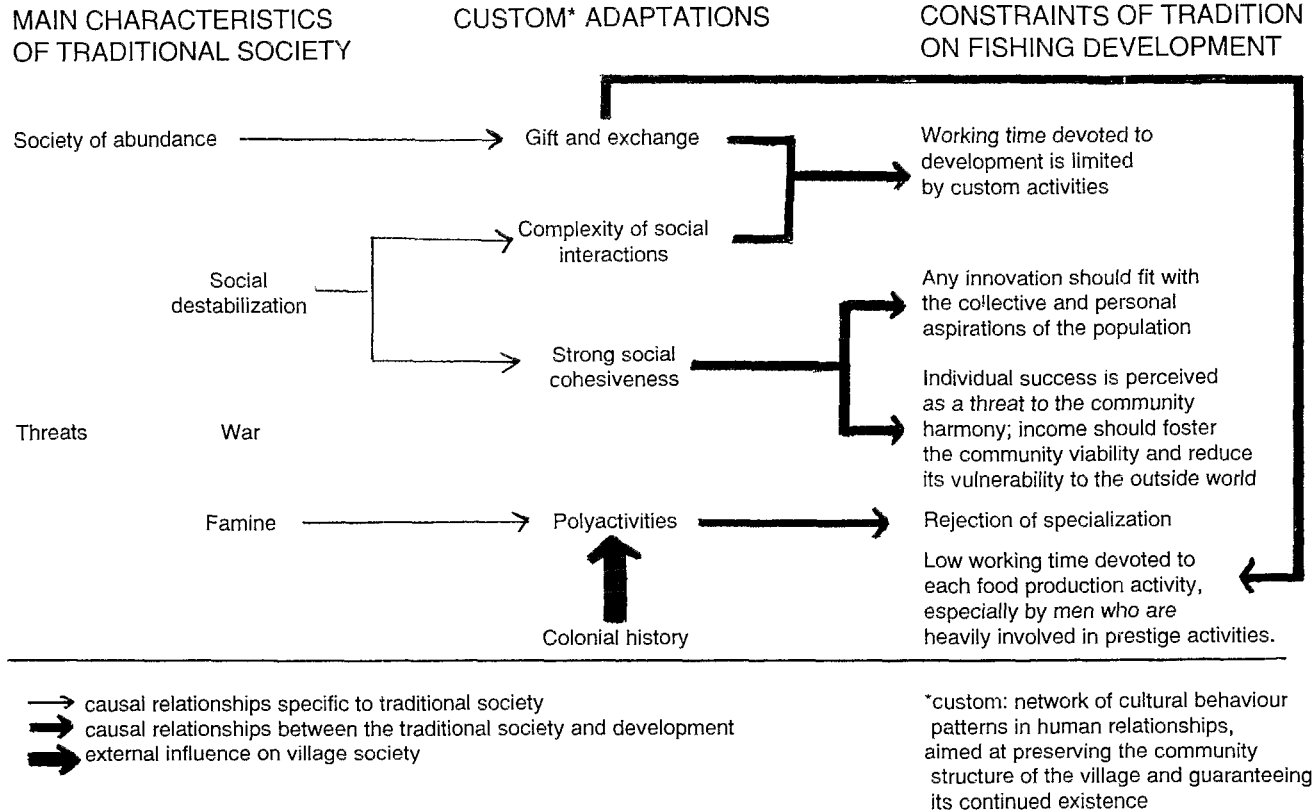 MAIN CHARACTERISTICS
OF TRADITIONAL SOCIETY
CUSTOM* ADAPTATIONS
CONSTRAINTS OF TRADITION
ON FISHING DEVELOPMENT
Society of abundance
Gift and exchange
Working time devoted to
development is limited
by custom activities
Complexity of social
interactions
Social
destabilization
Any innovation should fit with
the collective and personal
aspirations of the population
Strong social
cohesiveness
Individual success is perceived
as a threat to the community
harmony; income should foster
the community viability and reduce
its vulnerability to the outside world
Threats
War
Famine
Polyactivities
Rejection of specialization
Low working time devoted to
each food production activity,
especially by men who are
heavily involved in prestige activities.
Colonial history
causal relationships specific to traditional society
causal relationships between the traditional society and development
external influence on village society
*custom: network of cultural behaviour
patterns in human relationships,
aimed at preserving the community
structure of the village and guaranteeing
its continued existence